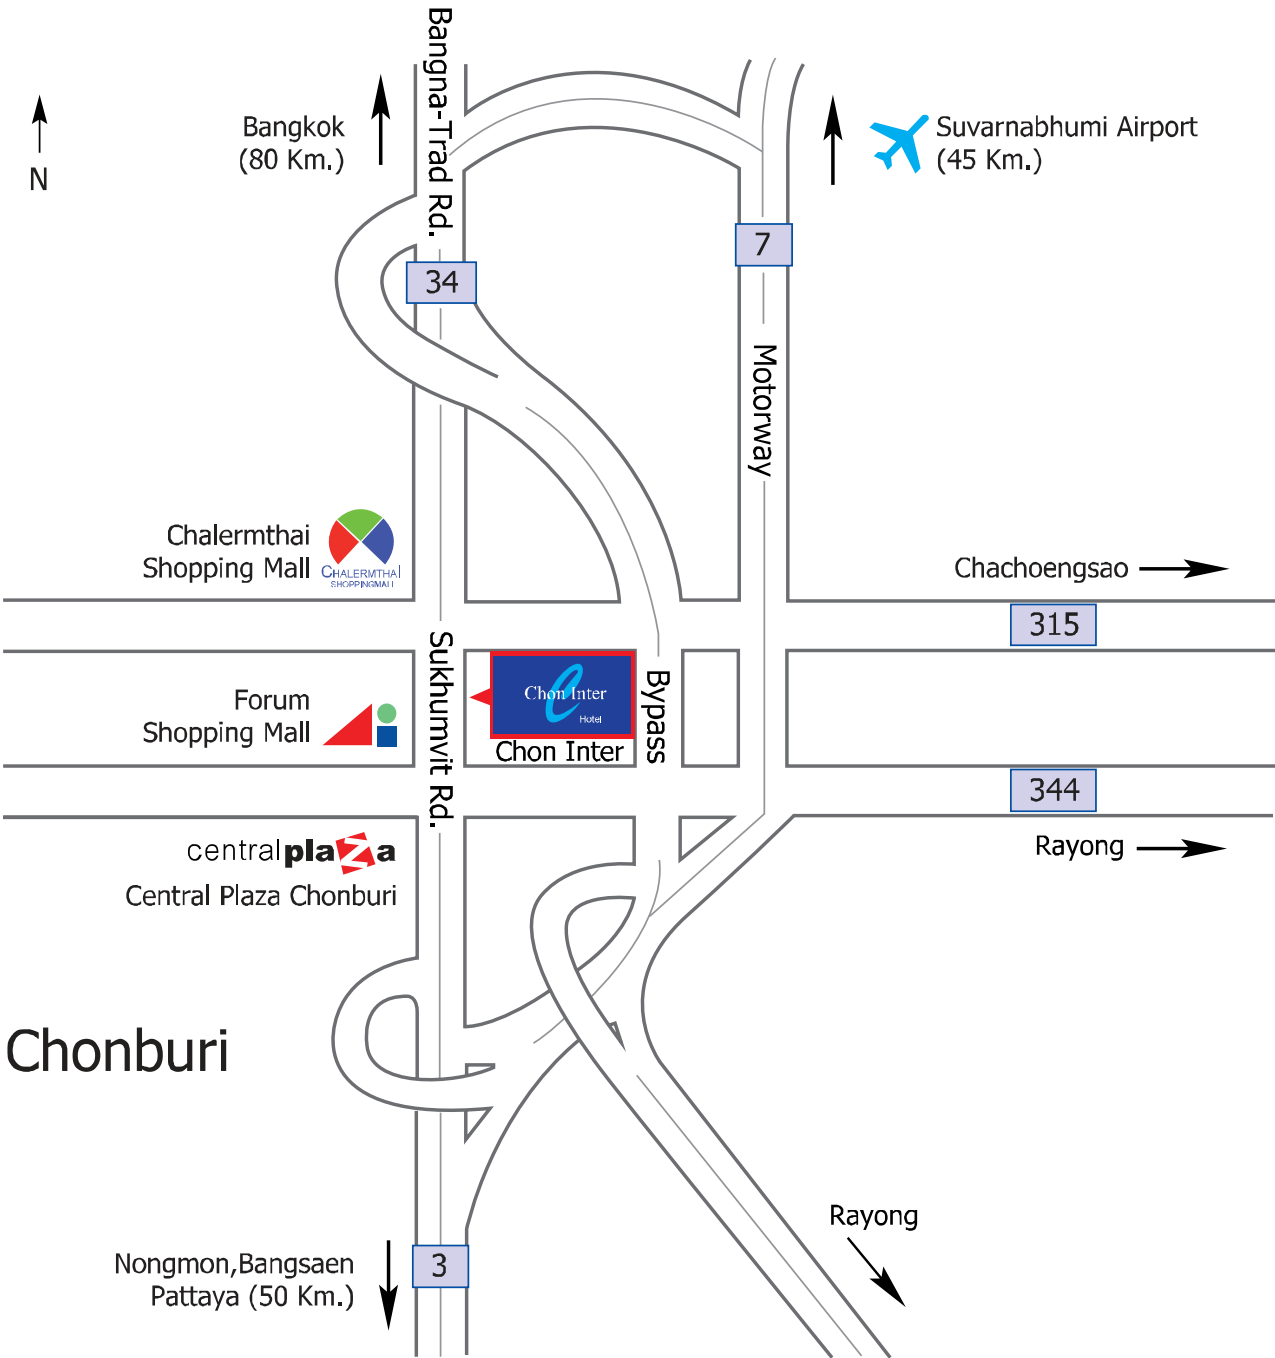 Bangna-Trad Rd.
N
Bangkok
(80 Km.)
Suvarnabhumi Airport
(45 Km.)
7
34
Motorway
Chalermthai
Shopping Mall
CHALERMTHAI
SHOPPINGMALL
Chachoengsao
315
Sukhumvit Rd.
Chon Inter
Hotel
Chon Inter
Bypass
Forum
Shopping Mall
344
Rayong
centralplaza
Central Plaza Chonburi
Chonburi
Rayong
Nongmon,Bangsaen
Pattaya (50 Km.)
3